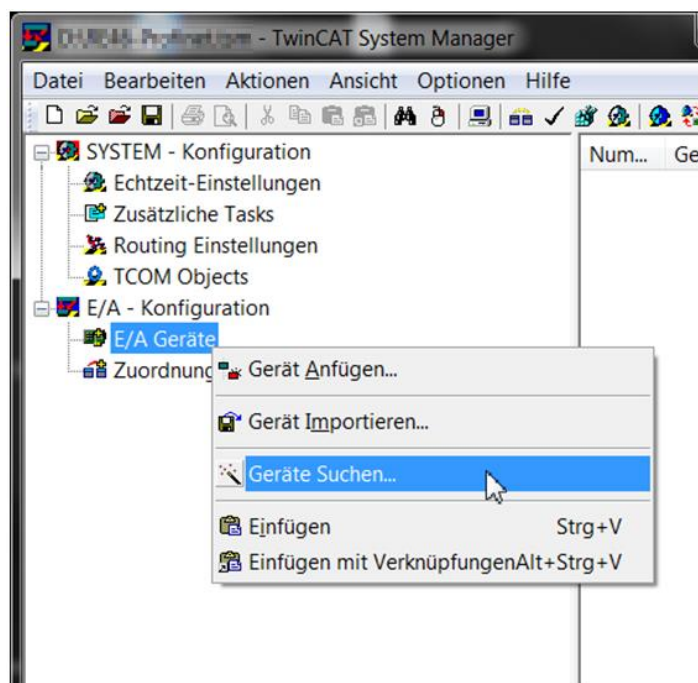 - TwinCAT System Manager
Datei Bearbeiten Aktionen Ansicht Optionen Hilfe
SYSTEM - Konfiguration
Echtzeit-Einstellungen
Zusätzliche Tasks
Routing Einstellungen
TCOM Objects
E/A - Konfiguration
E/A Geräte
Zuordnung
Num... Ge
Gerät Anfügen...
Gerät Importieren...
Geräte Suchen...
Einfügen Strg+V
Einfügen mit VerknüpfungenAlt+Strg+V